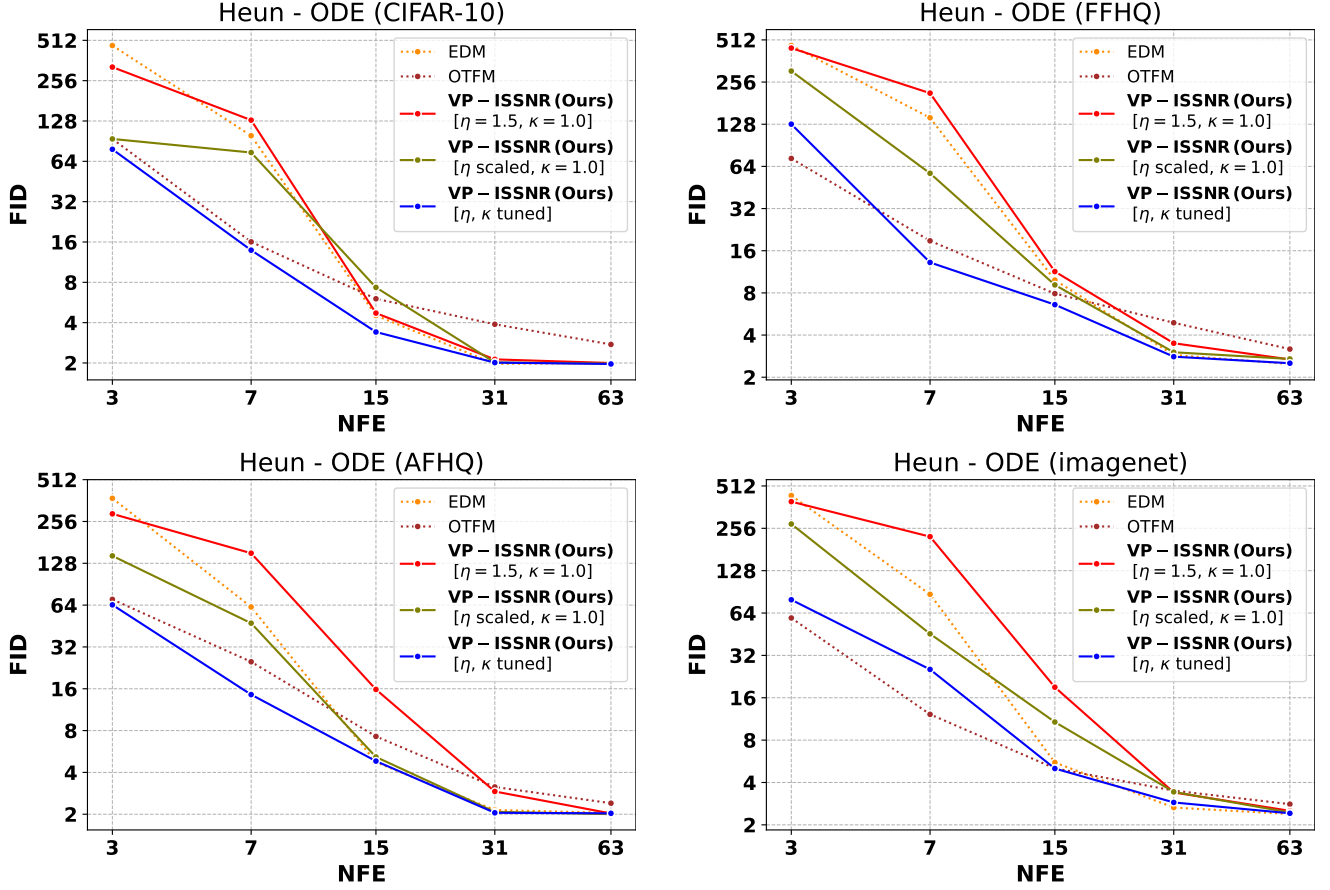 Heun - ODE (CIFAR-10)
512
256
128
64
32
16
8
4
2
FID
3 7 15 31 63
NFE
EDM
OTFM
VP − ISSNR (Ours)
[η = 1.5, κ = 1.0]
VP − ISSNR (Ours)
[η scaled, κ = 1.0]
VP − ISSNR (Ours)
[η, κ tuned]
Heun - ODE (FFHQ)
512
256
128
64
32
16
8
4
2
FID
3 7 15 31 63
NFE
EDM
OTFM
VP − ISSNR (Ours)
[η = 1.5, κ = 1.0]
VP − ISSNR (Ours)
[η scaled, κ = 1.0]
VP − ISSNR (Ours)
[η, κ tuned]
Heun - ODE (AFHQ)
512
256
128
64
32
16
8
4
2
FID
3 7 15 31 63
NFE
EDM
OTFM
VP − ISSNR (Ours)
[η = 1.5, κ = 1.0]
VP − ISSNR (Ours)
[η scaled, κ = 1.0]
VP − ISSNR (Ours)
[η, κ tuned]
Heun - ODE (imagenet)
512
256
128
64
32
16
8
4
2
FID
3 7 15 31 63
NFE
EDM
OTFM
VP − ISSNR (Ours)
[η = 1.5, κ = 1.0]
VP − ISSNR (Ours)
[η scaled, κ = 1.0]
VP − ISSNR (Ours)
[η, κ tuned]